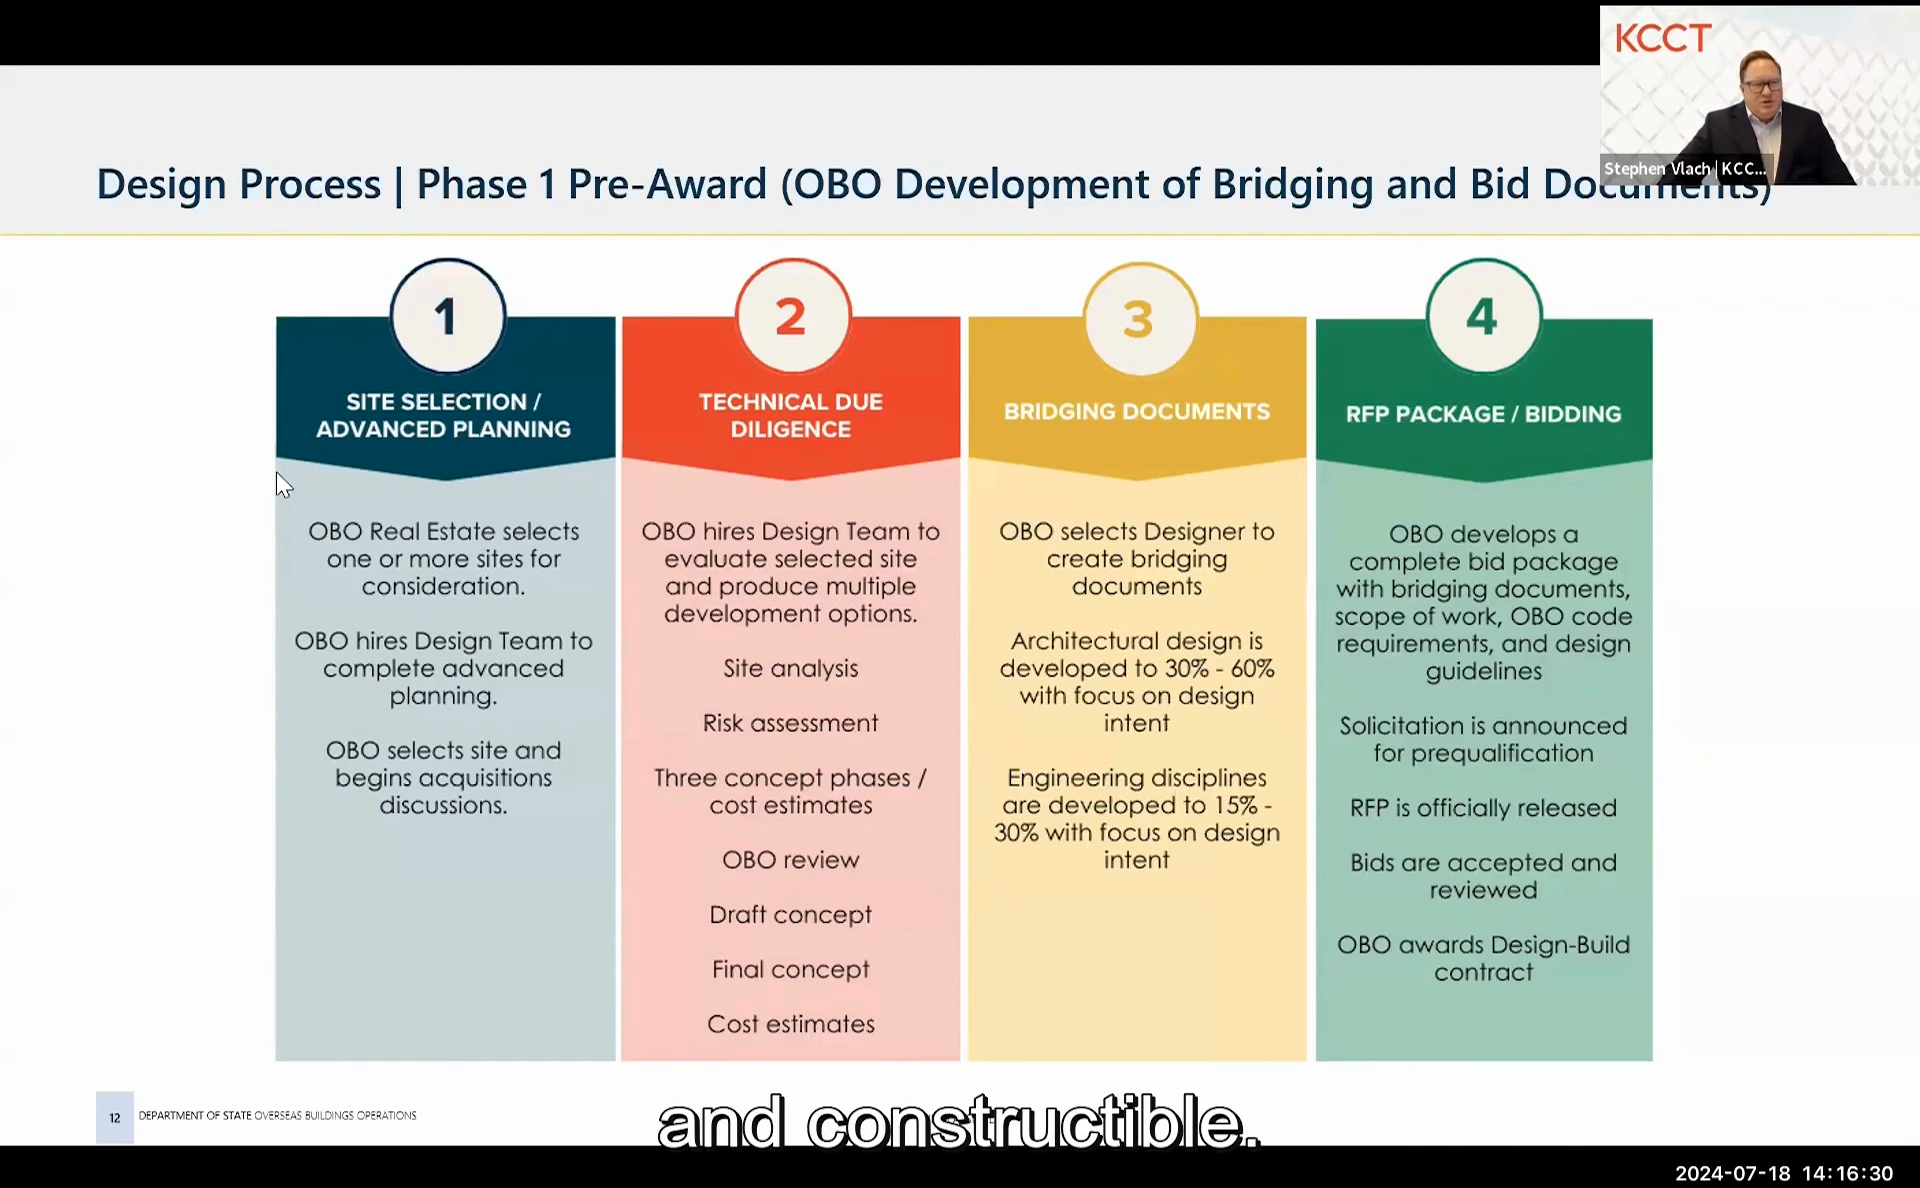 KCCT
Stephen Vlach | KCC...
Design Process | Phase 1 Pre-Award (OBO Development of Bridging and Bid Documents)
1
SITE SELECTION /
ADVANCED PLANNING
OBO Real Estate selects
one or more sites for
consideration.
OBO hires Design Team to
complete advanced
planning.
OBO selects site and
begins acquisitions
discussions.
2
TECHNICAL DUE
DILIGENCE
OBO hires Design Team to
evaluate selected site
and produce multiple
development options.
Site analysis
Risk assessment
Three concept phases /
cost estimates
OBO review
Draft concept
Final concept
Cost estimates
3
BRIDGING DOCUMENTS
OBO selects Designer to
create bridging
documents
Architectural design is
developed to 30% - 60%
with focus on design
intent
Engineering disciplines
are developed to 15% -
30% with focus on design
intent
4
RFP PACKAGE / BIDDING
OBO develops a
complete bid package
with bridging documents,
scope of work, OBO code
requirements, and design
guidelines
Solicitation is announced
for prequalification
RFP is officially released
Bids are accepted and
reviewed
OBO awards Design-Build
contract
12
DEPARTMENT OF STATE OVERSEAS BUILDINGS OPERATIONS
and constructible.
2024-07-18 14:16:30